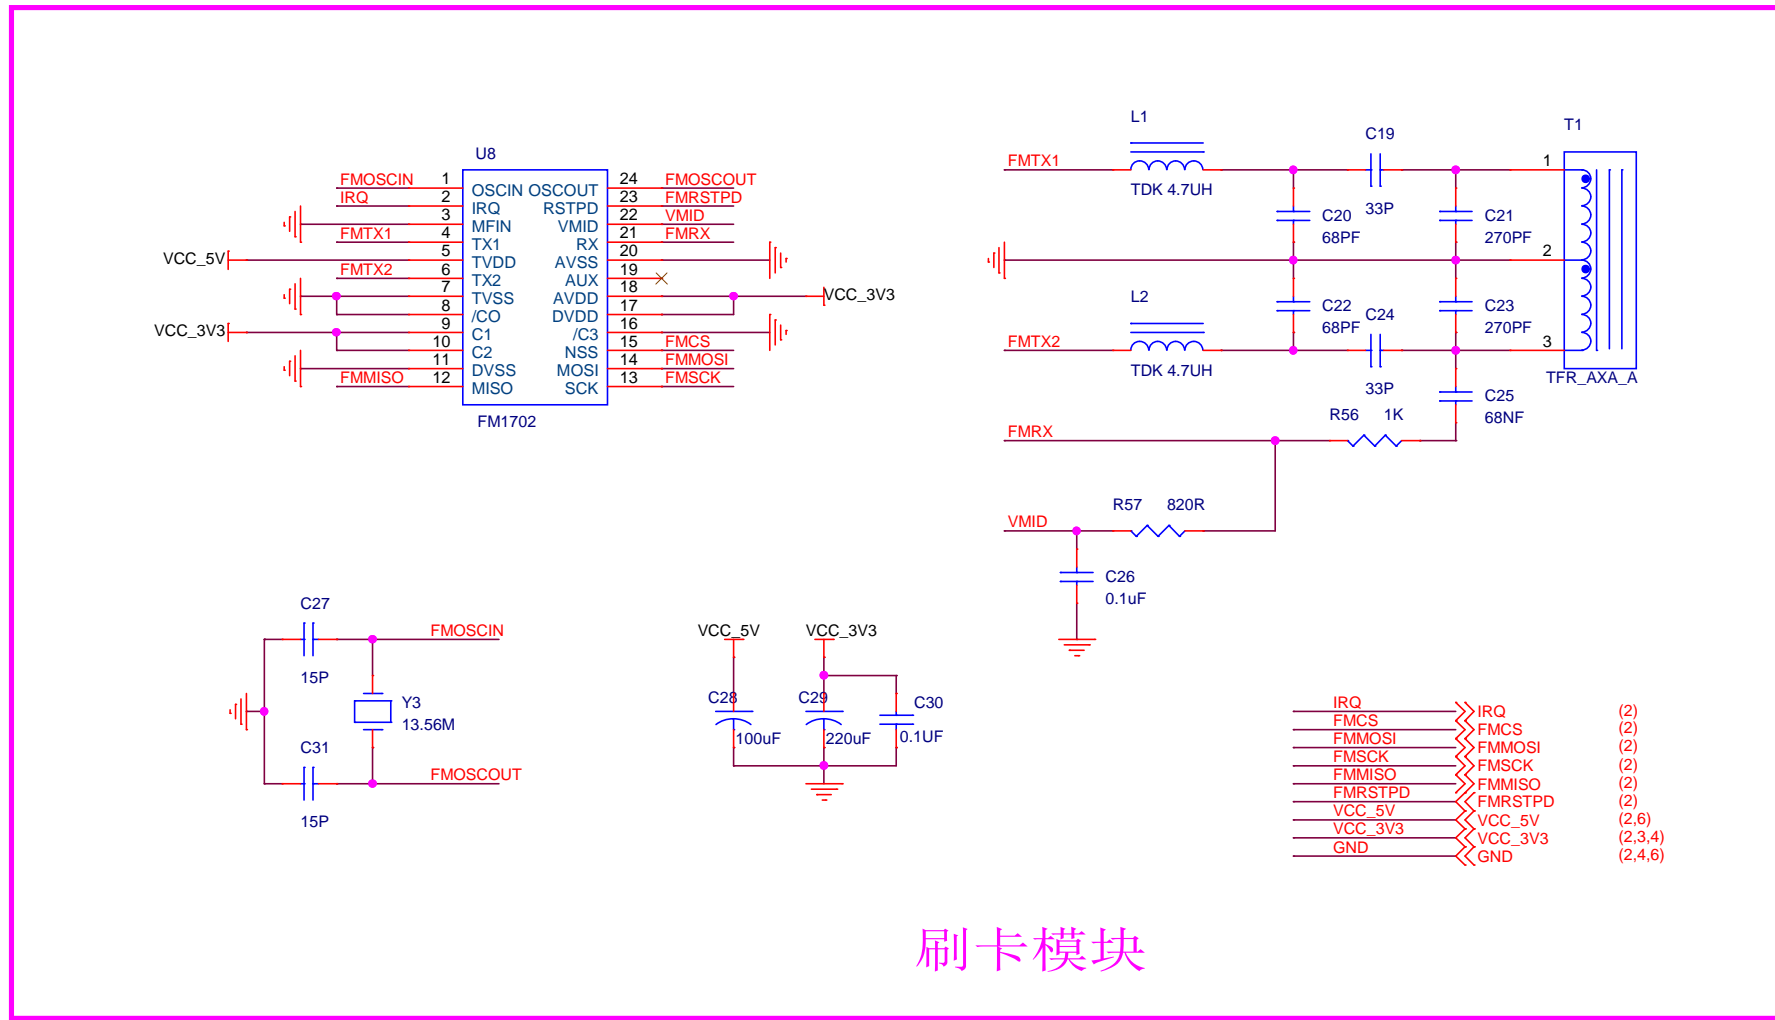 U8
FMOSCIN 1 OSCIN OSCOUT 24 FMOSCOUT
IRQ 2 IRQ RSTPD 23 FMRSTPD
3 MFIN VMID 22 VMID
FMTX1 4 TX1 RX 21 FMRX
VCC_5V 5 TVDD AVSS 20
FMTX2 6 TX2 AUX 19
7 TVSS AVDD 18 VCC_3V3
8 /CO DVDD 17
VCC_3V3 9 C1 /C3 16
10 C2 NSS 15 FMCS
11 DVSS MOSI 14 FMMOSI
FMMISO 12 MISO SCK 13 FMSCK
FM1702
L1
C19
T1
FMTX1
1
TDK 4.7UH
33P
C20
68PF
C21
270PF
2
L2
C22
68PF
C24
C23
270PF
FMTX2
3
TDK 4.7UH
33P
TFR_AXA_A
C25
68NF
R56 1K
FMRX
R57 820R
VMID
C26
0.1uF
C27
FMOSCIN
15P
Y3
13.56M
C31
FMOSCOUT
15P
VCC_5V VCC_3V3
C28 C29 C30
100uF 220uF 0.1UF
IRQ IRQ (2)
FMCS FMCS (2)
FMMOSI FMMOSI (2)
FMSCK FMSCK (2)
FMMISO FMMISO (2)
FMRSTPD FMRSTPD (2)
VCC_5V VCC_5V (2,6)
VCC_3V3 VCC_3V3 (2,3,4)
GND GND (2,4,6)
刷卡模块